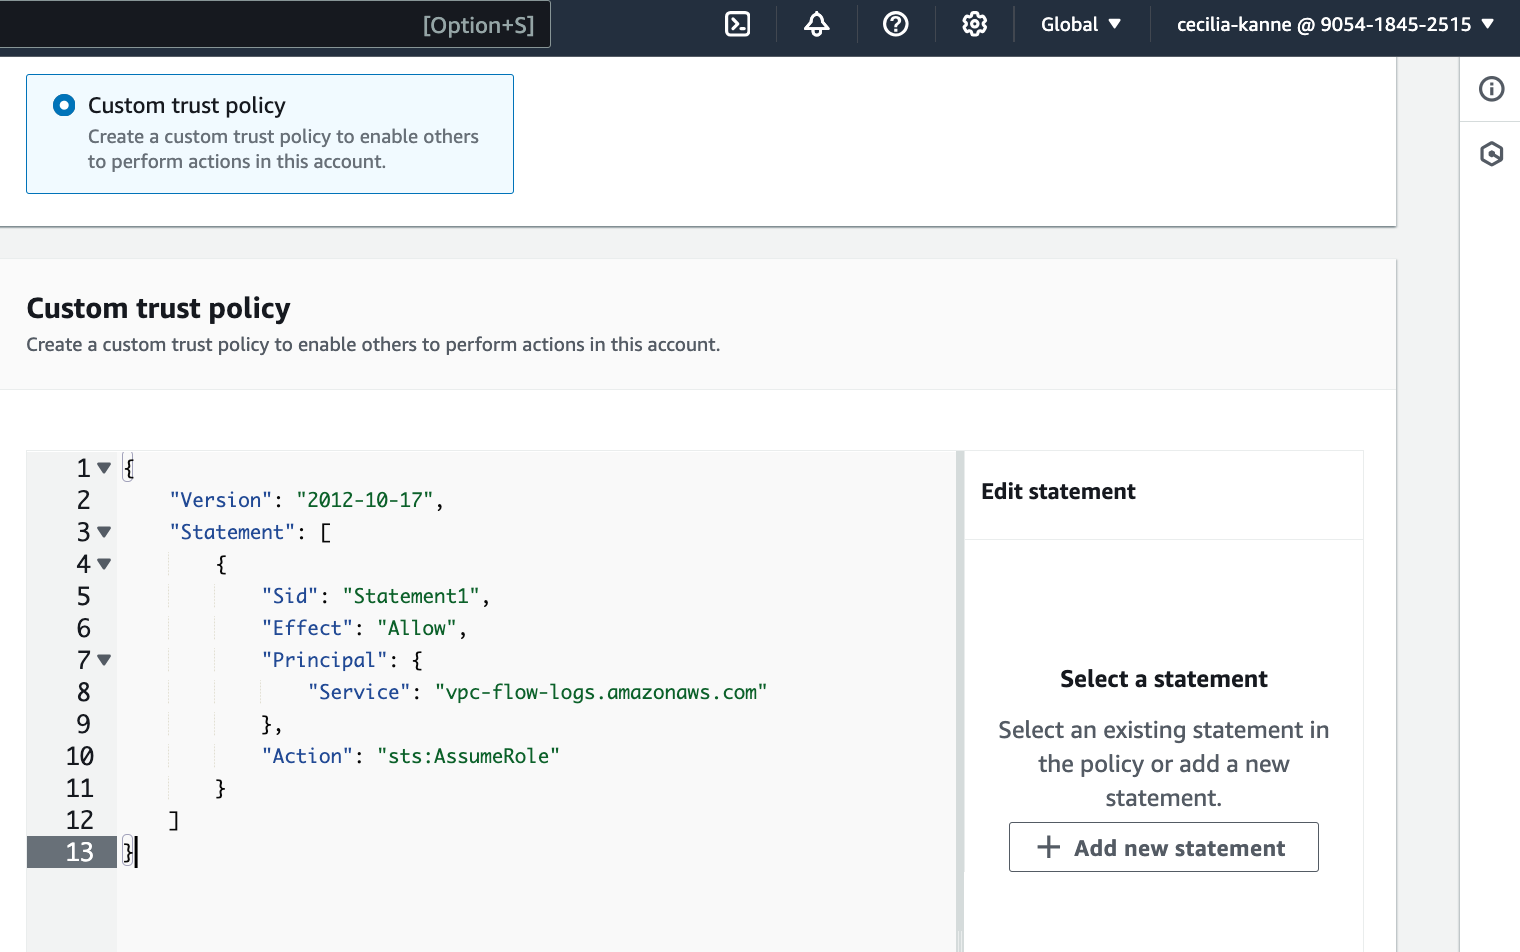 [Option+S]
Global
cecilia-kanne @ 9054-1845-2515
Custom trust policy
Create a custom trust policy to enable others
to perform actions in this account.
Custom trust policy
Create a custom trust policy to enable others to perform actions in this account.
1 {
2 "Version": "2012-10-17",
3 "Statement": [
4 {
5 "Sid": "Statement1",
6 "Effect": "Allow",
7 "Principal": {
8 "Service": "vpc-flow-logs.amazonaws.com"
9 },
10 "Action": "sts:AssumeRole"
11 }
12 ]
13 }
Edit statement
Select a statement
Select an existing statement in
the policy or add a new
statement.
+ Add new statement